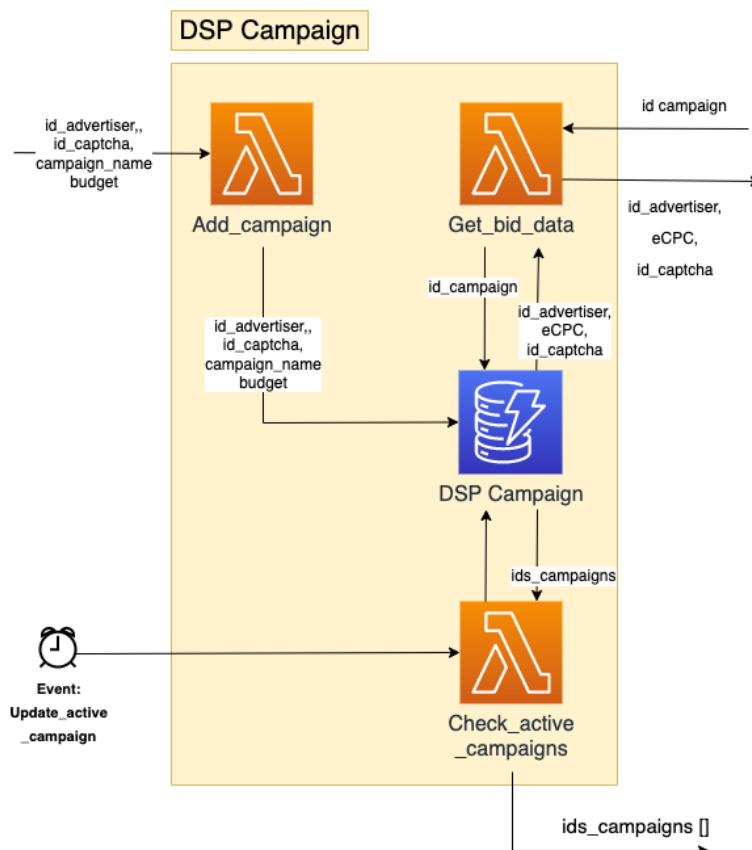 DSP Campaign
id_advertiser,,
id_captcha,
campaign_name
budget
id campaign
Add_campaign
Get_bid_data
id_advertiser,
eCPC,
id_captcha
id_campaign
id_advertiser,
eCPC,
id_captcha
id_advertiser,,
id_captcha,
campaign_name
budget
DSP Campaign
ids_campaigns
Event:
Update_active
_campaign
Check_active
_campaigns
ids_campaigns []